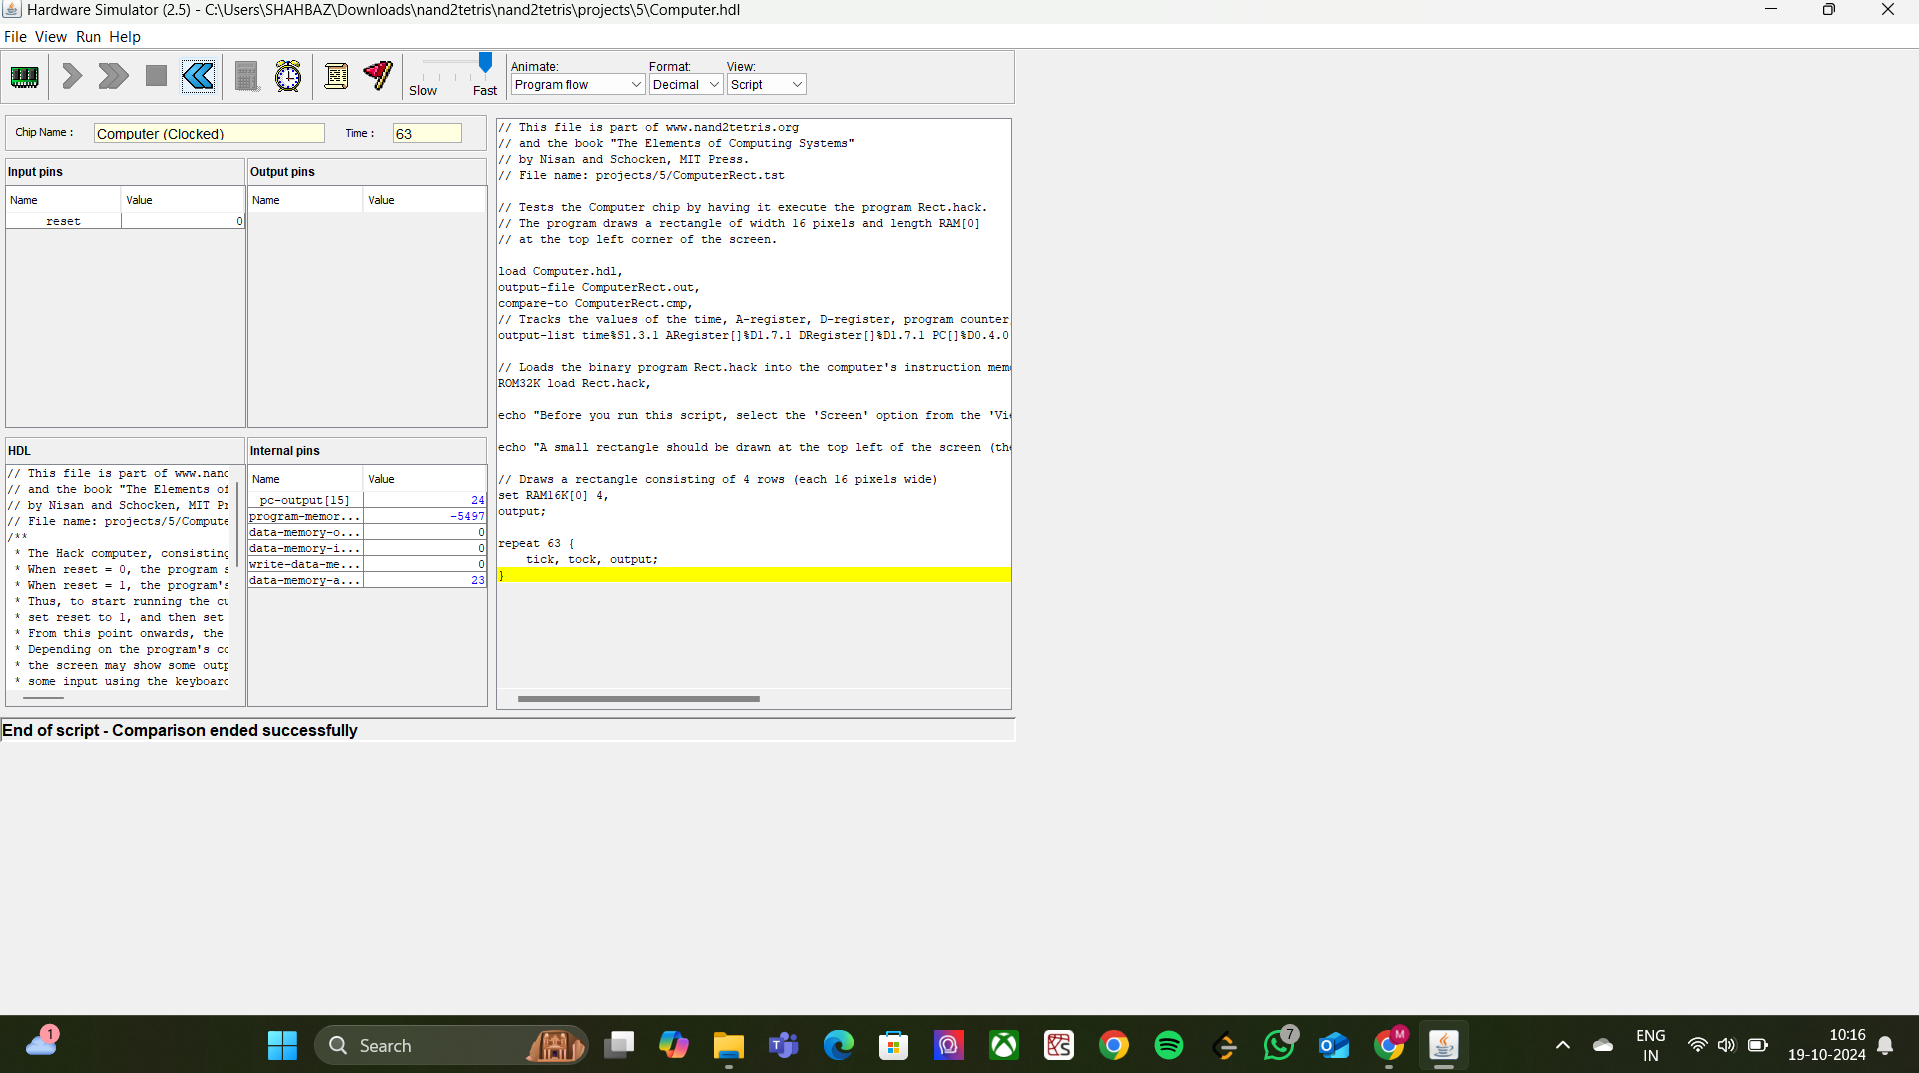 Hardware Simulator (2.5) - C:\Users\SHAHBAZ\Downloads\nand2tetris\nand2tetris\projects\5\Computer.hdl
File View Run Help
Slow Fast
Animate: Format: View:
Program flow Decimal Script
Chip Name : Computer (Clocked) Time : 63
Input pins
Name Value
reset 0
Output pins
Name Value
HDL
// This file is part of www.nanc
// and the book "The Elements of
// by Nisan and Schocken, MIT Pr
// File name: projects/5/Compute
/**
* The Hack computer, consisting
* When reset = 0, the program s
* When reset = 1, the program's
* Thus, to start running the cu
* set reset to 1, and then set
* From this point onwards, the
* Depending on the program's co
* the screen may show some outp
* some input using the keyboard
Internal pins
Name Value
pc-output[15] 24
program-memor... -5497
data-memory-o... 0
data-memory-i... 0
write-data-me... 0
data-memory-a... 23
// This file is part of www.nand2tetris.org
// and the book "The Elements of Computing Systems"
// by Nisan and Schocken, MIT Press.
// File name: projects/5/ComputerRect.tst
// Tests the Computer chip by having it execute the program Rect.hack.
// The program draws a rectangle of width 16 pixels and length RAM[0]
// at the top left corner of the screen.
load Computer.hdl,
output-file ComputerRect.out,
compare-to ComputerRect.cmp,
// Tracks the values of the time, A-register, D-register, program counter
output-list time%S1.3.1 ARegister[]%D1.7.1 DRegister[]%D1.7.1 PC[]%D0.4.0
// Loads the binary program Rect.hack into the computer's instruction mem
ROM32K load Rect.hack,
echo "Before you run this script, select the 'Screen' option from the 'Vi
echo "A small rectangle should be drawn at the top left of the screen (th
// Draws a rectangle consisting of 4 rows (each 16 pixels wide)
set RAM16K[0] 4,
output;
repeat 63 {
tick, tock, output;
}
End of script - Comparison ended successfully
1
Search
7
M
ENG
IN
10:16
19-10-2024